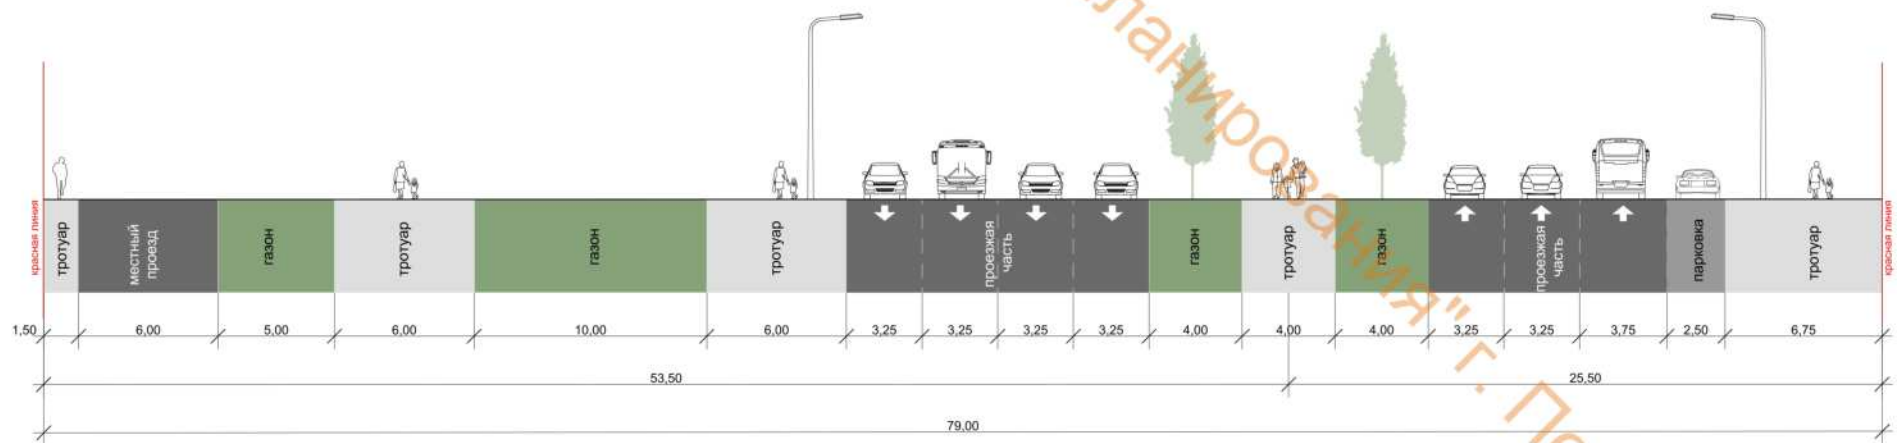 красная линия
тротуар
местный
проезд
газон
тротуар
газон
тротуар
проезжая
часть
газон
тротуар
газон
проезжая
часть
парковка
тротуар
красная линия
1,50
6,00
5,00
6,00
10,00
6,00
3,25
3,25
3,25
3,25
4,00
4,00
4,00
3,25
3,25
3,75
2,50
6,75
53,50
25,50
79,00
ланирования" г. П